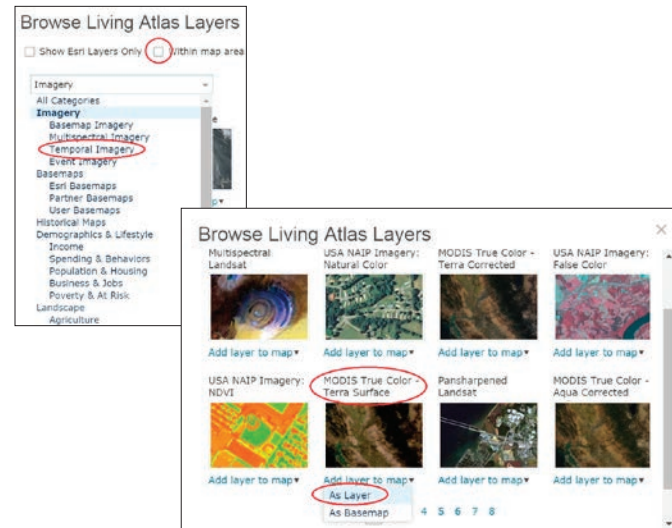 Browse Living Atlas Layers
Show Esri Layers Only Within map area
Imagery
All Categories
Imagery
Basemap Imagery
Multispectral Imagery
Temporal Imagery
Event Imagery
Basemaps
Esri Basemaps
Partner Basemaps
User Basemaps
Historical Maps
Demographics & Lifestyle
Income
Spending & Behaviors
Population & Housing
Business & Jobs
Poverty & At Risk
Landscape
Agriculture
Browse Living Atlas Layers
Multispectral Landsat
USA NAIP Imagery: Natural Color
MODIS True Color - Terra Corrected
USA NAIP Imagery: False Color
Add layer to map Add layer to map Add layer to map Add layer to map
USA NAIP Imagery: NDVI
MODIS True Color - Terra Surface
Pansharpened Landsat
MODIS True Color - Aqua Corrected
Add layer to map Add layer to map Add layer to map Add layer to map
As Layer
As Basemap
4 5 6 7 8